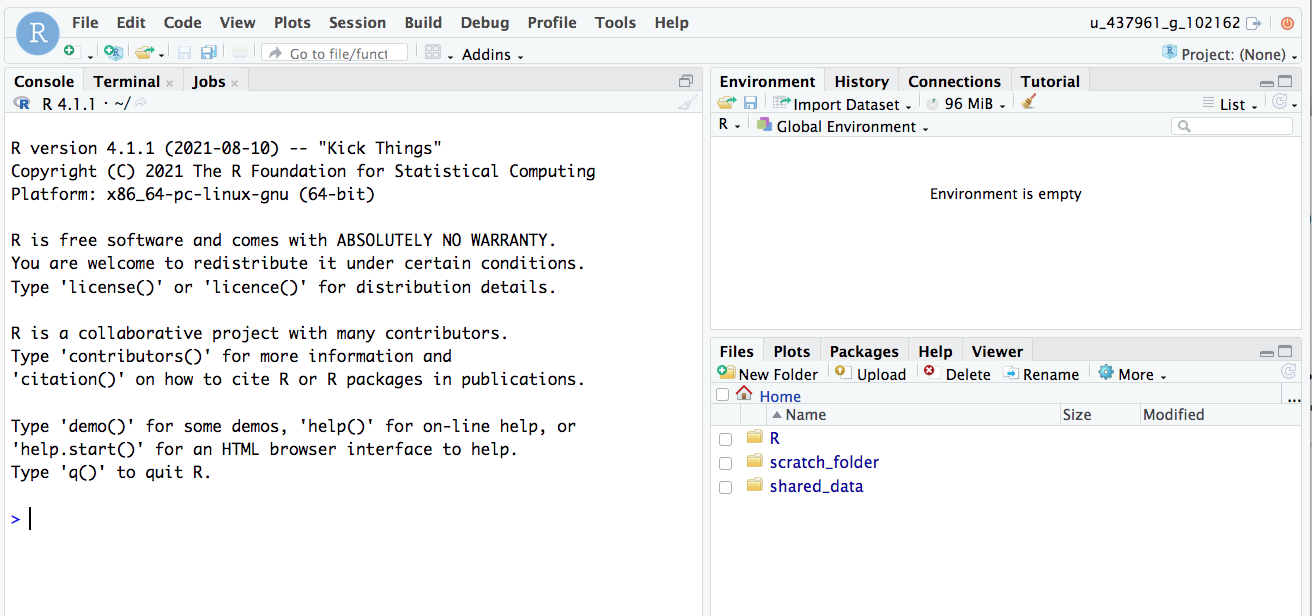 R
File Edit Code View Plots Session Build Debug Profile Tools Help
u_437961_g_102162
R
Go to file/funct
Addins
R Project: (None)
Console Terminal × Jobs ×
R R 4.1.1 · ~/
R version 4.1.1 (2021-08-10) -- "Kick Things"
Copyright (C) 2021 The R Foundation for Statistical Computing
Platform: x86_64-pc-linux-gnu (64-bit)
R is free software and comes with ABSOLUTELY NO WARRANTY.
You are welcome to redistribute it under certain conditions.
Type 'license()' or 'licence()' for distribution details.
R is a collaborative project with many contributors.
Type 'contributors()' for more information and
'citation()' on how to cite R or R packages in publications.
Type 'demo()' for some demos, 'help()' for on-line help, or
'help.start()' for an HTML browser interface to help.
Type 'q()' to quit R.
>
Environment History Connections Tutorial
Import Dataset 96 MiB List
R Global Environment
Environment is empty
Files Plots Packages Help Viewer
New Folder Upload Delete Rename More
Home ...
Name Size Modified
R
scratch_folder
shared_data